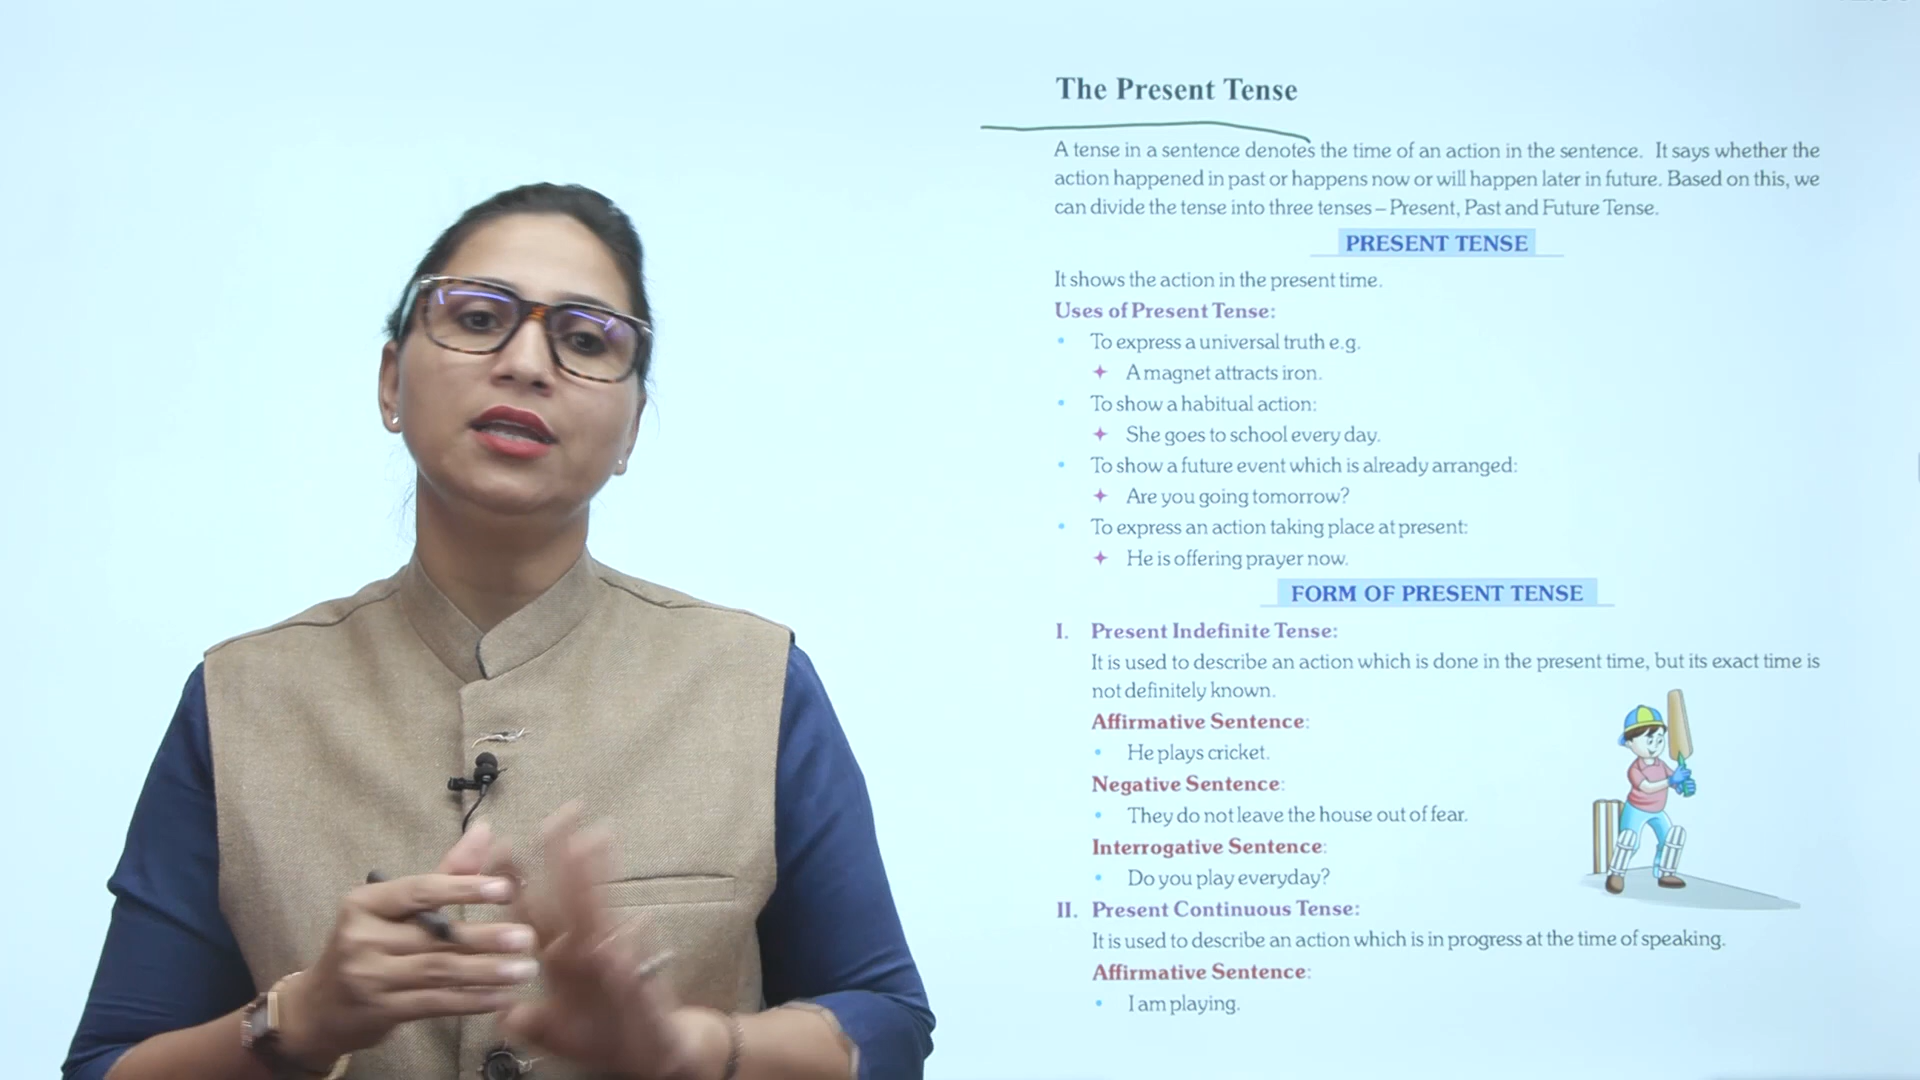 The Present Tense
A tense in a sentence denotes the time of an action in the sentence. It says whether the
action happened in past or happens now or will happen later in future. Based on this, we
can divide the tense into three tenses – Present, Past and Future Tense.
PRESENT TENSE
It shows the action in the present time.
Uses of Present Tense:
• To express a universal truth e.g.
✦ A magnet attracts iron.
• To show a habitual action:
✦ She goes to school every day.
• To show a future event which is already arranged:
✦ Are you going tomorrow?
• To express an action taking place at present:
✦ He is offering prayer now.
FORM OF PRESENT TENSE
I. Present Indefinite Tense:
It is used to describe an action which is done in the present time, but its exact time is
not definitely known.
Affirmative Sentence:
• He plays cricket.
Negative Sentence:
• They do not leave the house out of fear.
Interrogative Sentence:
• Do you play everyday?
II. Present Continuous Tense:
It is used to describe an action which is in progress at the time of speaking.
Affirmative Sentence:
• I am playing.